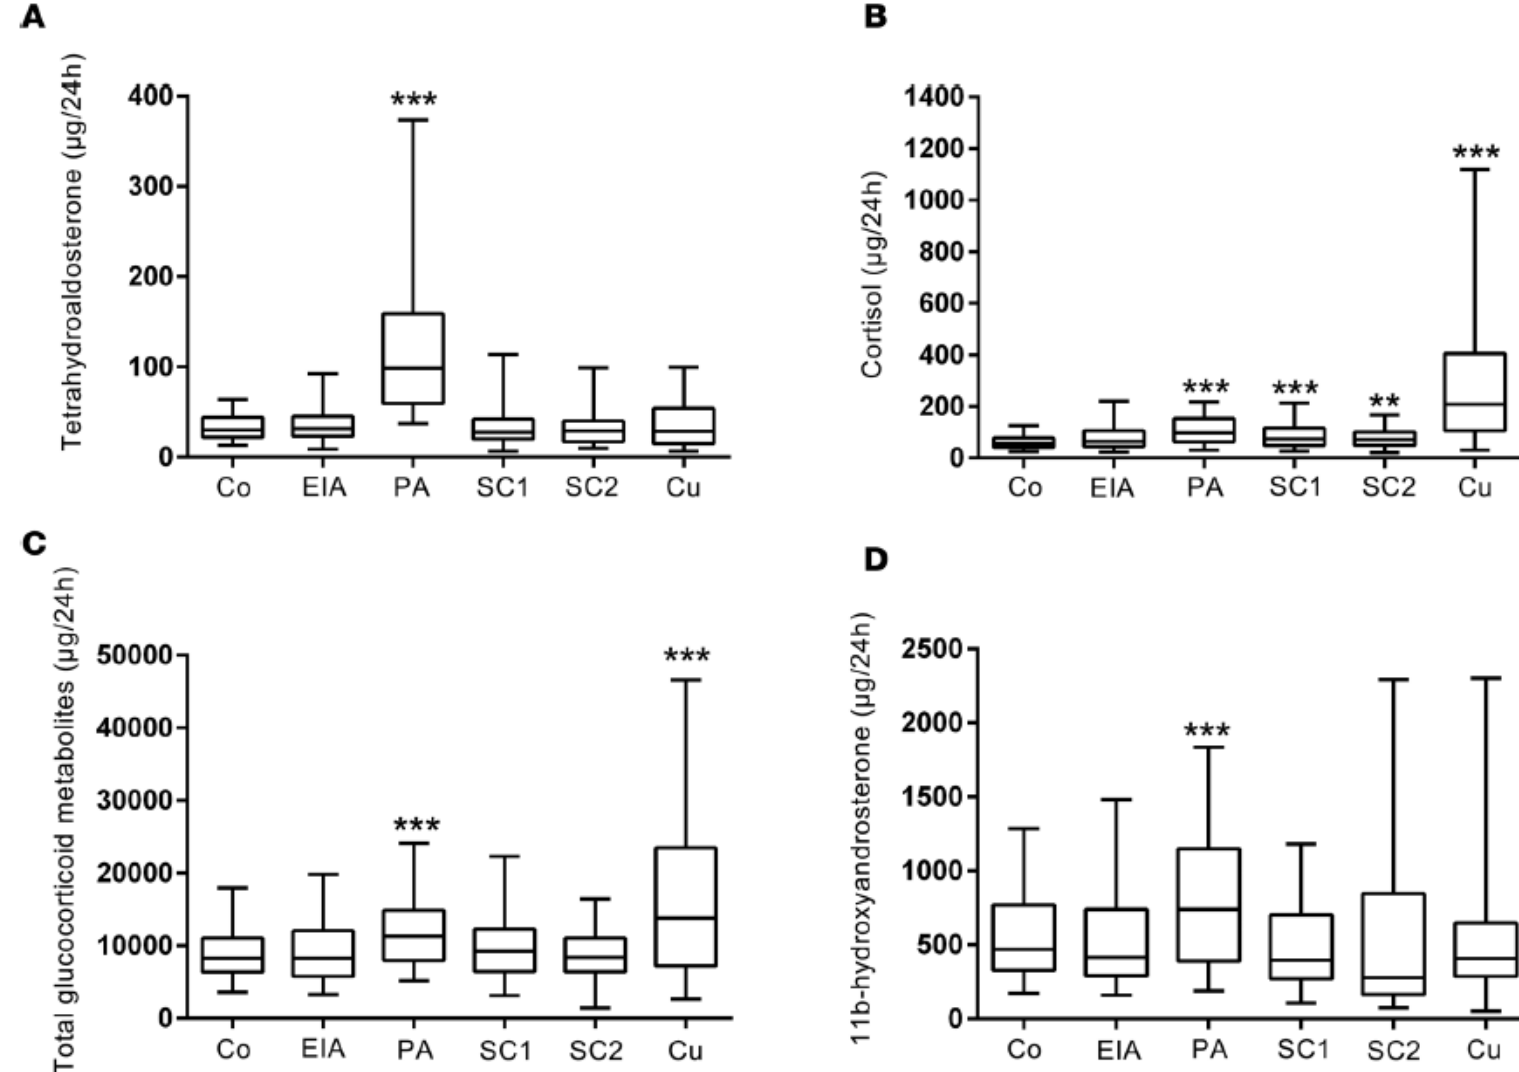 A
Tetrahydroaldosterone (µg/24h)
400
300
200
100
0
***
Co EIA PA SC1 SC2 Cu
B
Cortisol (µg/24h)
1400
1200
1000
800
600
400
200
0
*** *** ** ***
Co EIA PA SC1 SC2 Cu
C
Total glucocorticoid metabolites (µg/24h)
50000
40000
30000
20000
10000
0
*** ***
Co EIA PA SC1 SC2 Cu
D
11b-hydroxyandrosterone (µg/24h)
2500
2000
1500
1000
500
0
***
Co EIA PA SC1 SC2 Cu